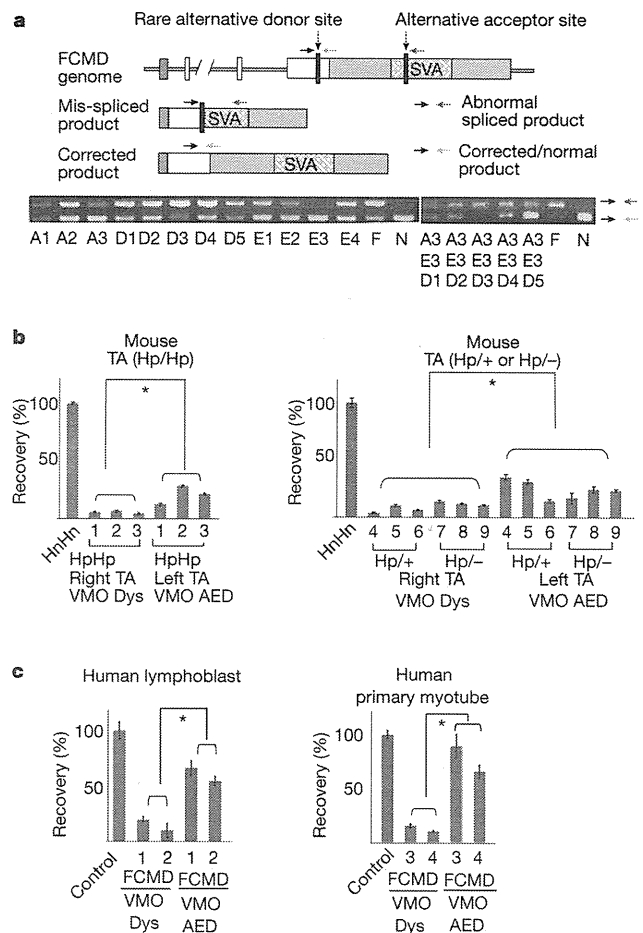 a
Rare alternative donor site
Alternative acceptor site
FCMD genome
SVA
Mis-spliced product
SVA
Abnormal spliced product
Corrected product
SVA
Corrected/normal product
A1 A2 A3 D1 D2 D3 D4 D5 E1 E2 E3 E4 F N
A3 A3 A3 A3 A3 F N
E3 E3 E3 E3 E3
D1 D2 D3 D4 D5
b
Mouse
TA (Hp/Hp)
Recovery (%)
100
50
HnHn
1 2 3 1 2 3
HpHp HpHp
Right TA Left TA
VMO Dys VMO AED
Mouse
TA (Hp/+ or Hp/–)
*
*
Recovery (%)
100
50
HnHn
4 5 6 7 8 9 4 5 6 7 8 9
Hp/+ Hp/– Hp/+ Hp/–
Right TA Left TA
VMO Dys VMO AED
c
Human lymphoblast
*
Recovery (%)
100
50
Control
1 2 1 2
FCMD FCMD
VMO VMO
Dys AED
Human
primary myotube
*
Recovery (%)
100
50
Control
3 4 3 4
FCMD FCMD
VMO VMO
Dys AED